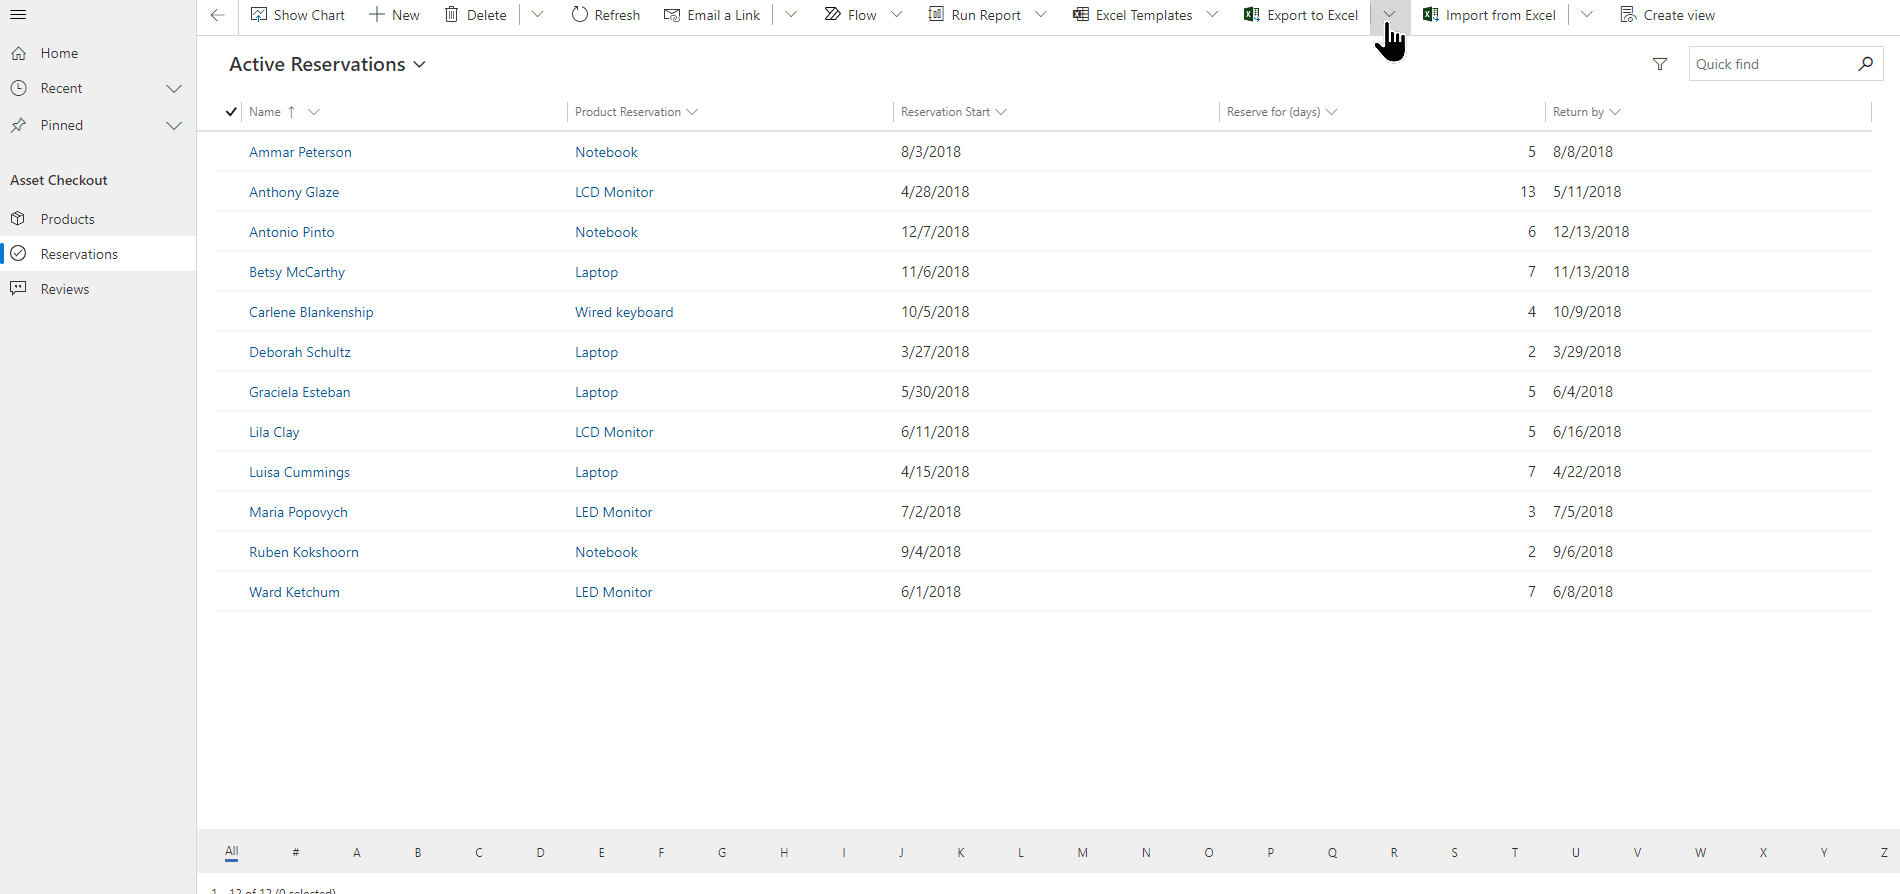 Show Chart New Delete Refresh Email a Link Flow Run Report Excel Templates Export to Excel Import from Excel Create view
Home
Recent
Pinned
Asset Checkout
Products
Reservations
Reviews
Active Reservations
Quick find
Name Product Reservation Reservation Start Reserve for (days) Return by
Ammar Peterson Notebook 8/3/2018 5 8/8/2018
Anthony Glaze LCD Monitor 4/28/2018 13 5/11/2018
Antonio Pinto Notebook 12/7/2018 6 12/13/2018
Betsy McCarthy Laptop 11/6/2018 7 11/13/2018
Carlene Blankenship Wired keyboard 10/5/2018 4 10/9/2018
Deborah Schultz Laptop 3/27/2018 2 3/29/2018
Graciela Esteban Laptop 5/30/2018 5 6/4/2018
Lila Clay LCD Monitor 6/11/2018 5 6/16/2018
Luisa Cummings Laptop 4/15/2018 7 4/22/2018
Maria Popovych LED Monitor 7/2/2018 3 7/5/2018
Ruben Kokshoorn Notebook 9/4/2018 2 9/6/2018
Ward Ketchum LED Monitor 6/1/2018 7 6/8/2018
All # A B C D E F G H I J K L M N O P Q R S T U V W X Y Z
1 - 12 of 12 (0 selected)